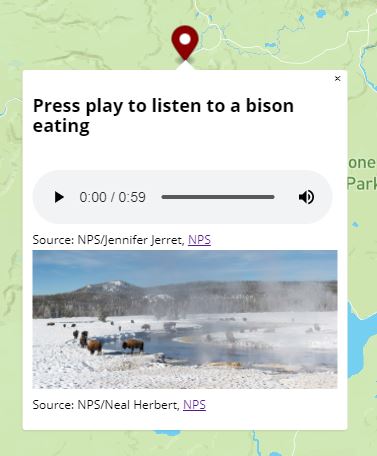 ×
Press play to listen to a bison
eating
0:00 / 0:59
Source: NPS/Jennifer Jerret, NPS
one
Park
Source: NPS/Neal Herbert, NPS